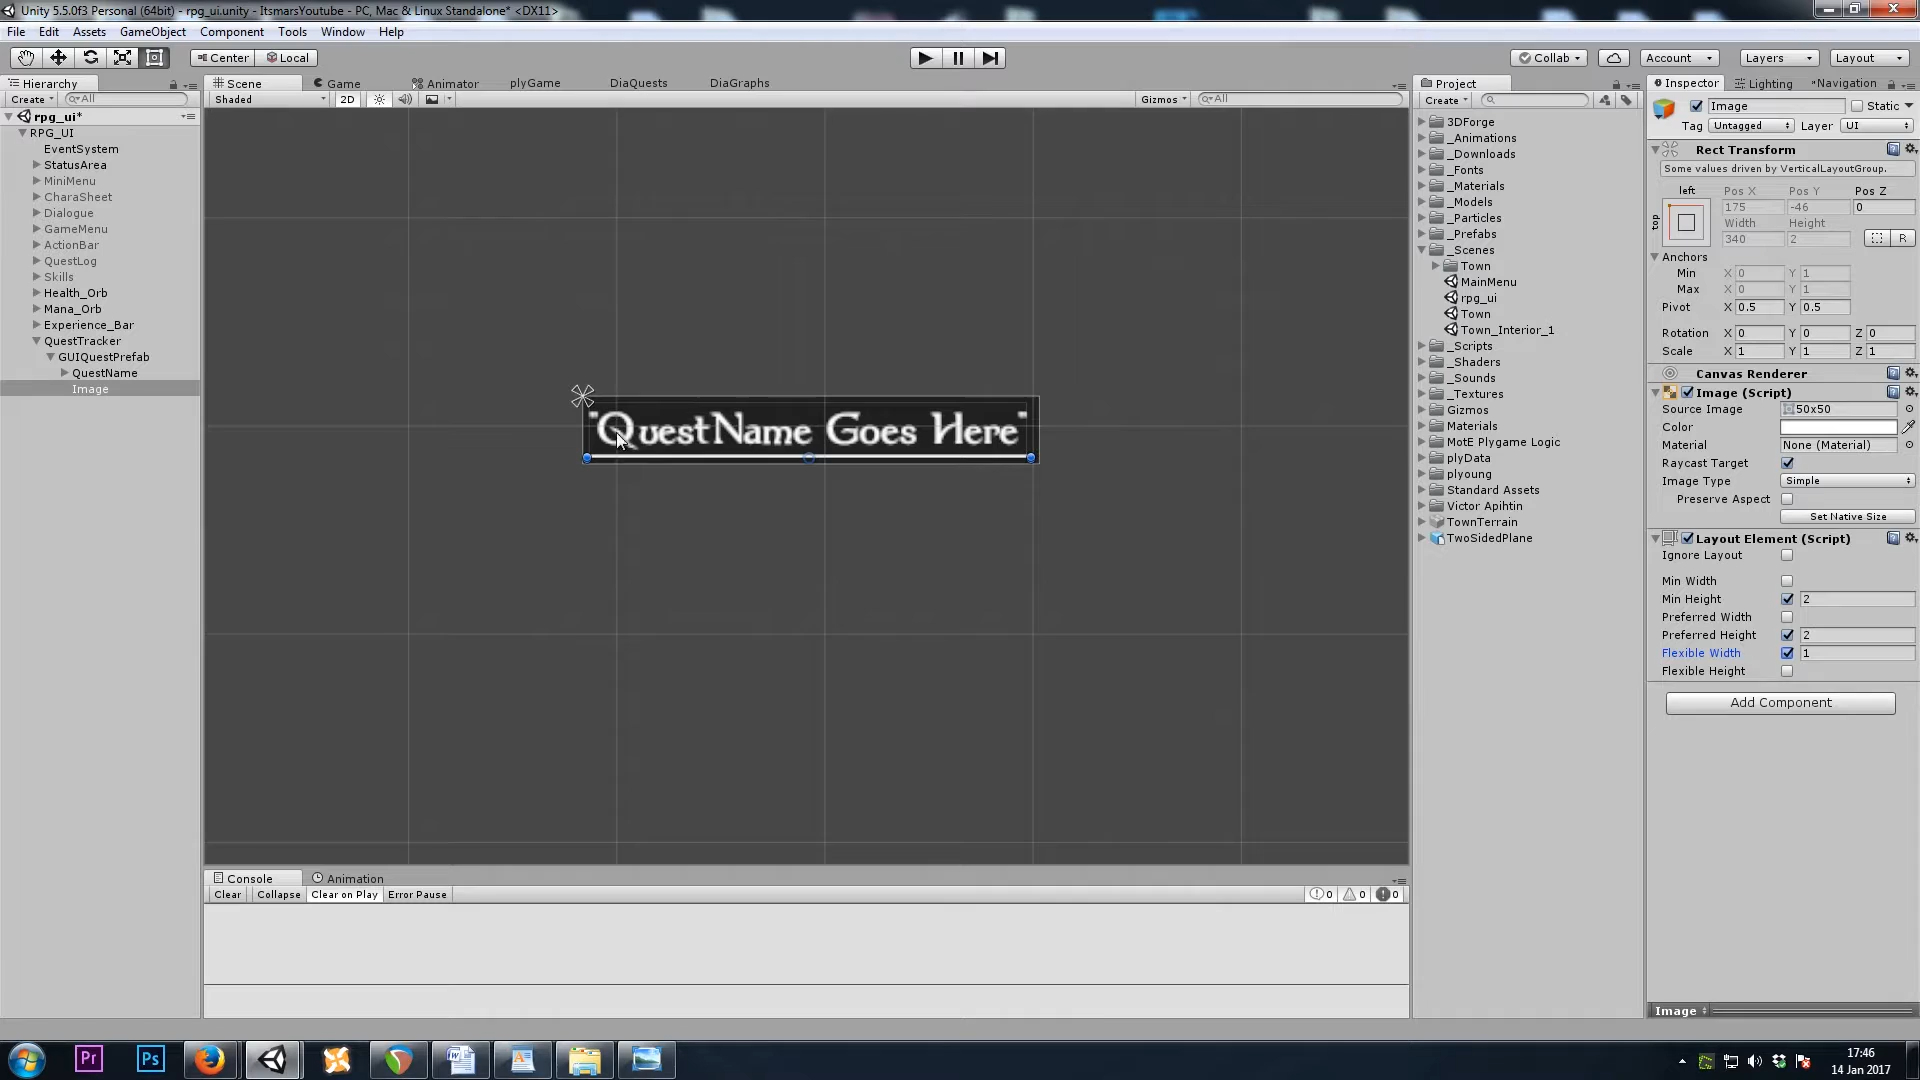 Unity 5.5.0f3 Personal (64bit) - rpg_ui.unity - ItsmarsYoutube - PC, Mac & Linux Standalone* <DX11>
File Edit Assets GameObject Component Tools Window Help
Center Local Collab Account Layers Layout
Hierarchy
Create All
rpg_ui*
RPG_UI
EventSystem
StatusArea
MiniMenu
CharaSheet
Dialogue
GameMenu
ActionBar
QuestLog
Skills
Health_Orb
Mana_Orb
Experience_Bar
QuestTracker
GUIQuestPrefab
QuestName
Image
Scene Game Animator plyGame DiaQuests DiaGraphs
Shaded 2D Gizmos All
"QuestName Goes Here"
Console Animation
Clear Collapse Clear on Play Error Pause 0 0 0
Project
Create
3DForge
_Animations
_Downloads
_Fonts
_Materials
_Models
_Particles
_Prefabs
_Scenes
Town
MainMenu
rpg_ui
Town
Town_Interior_1
_Scripts
_Shaders
_Sounds
_Textures
Gizmos
Materials
MotE Plygame Logic
plyData
plyoung
Standard Assets
Victor Apihtin
TownTerrain
TwoSidedPlane
Inspector Lighting *Navigation
Image Static
Tag Untagged Layer UI
Rect Transform
Some values driven by VerticalLayoutGroup.
left Pos X Pos Y Pos Z
top 175 -46 0
Width Height
340 2 R
Anchors
Min X 0 Y 1
Max X 0 Y 1
Pivot X 0.5 Y 0.5
Rotation X 0 Y 0 Z 0
Scale X 1 Y 1 Z 1
Canvas Renderer
Image (Script)
Source Image 50x50
Color
Material None (Material)
Raycast Target
Image Type Simple
Preserve Aspect
Set Native Size
Layout Element (Script)
Ignore Layout
Min Width
Min Height 2
Preferred Width
Preferred Height 2
Flexible Width 1
Flexible Height
Add Component
Image
Pr Ps
17:46
14 Jan 2017